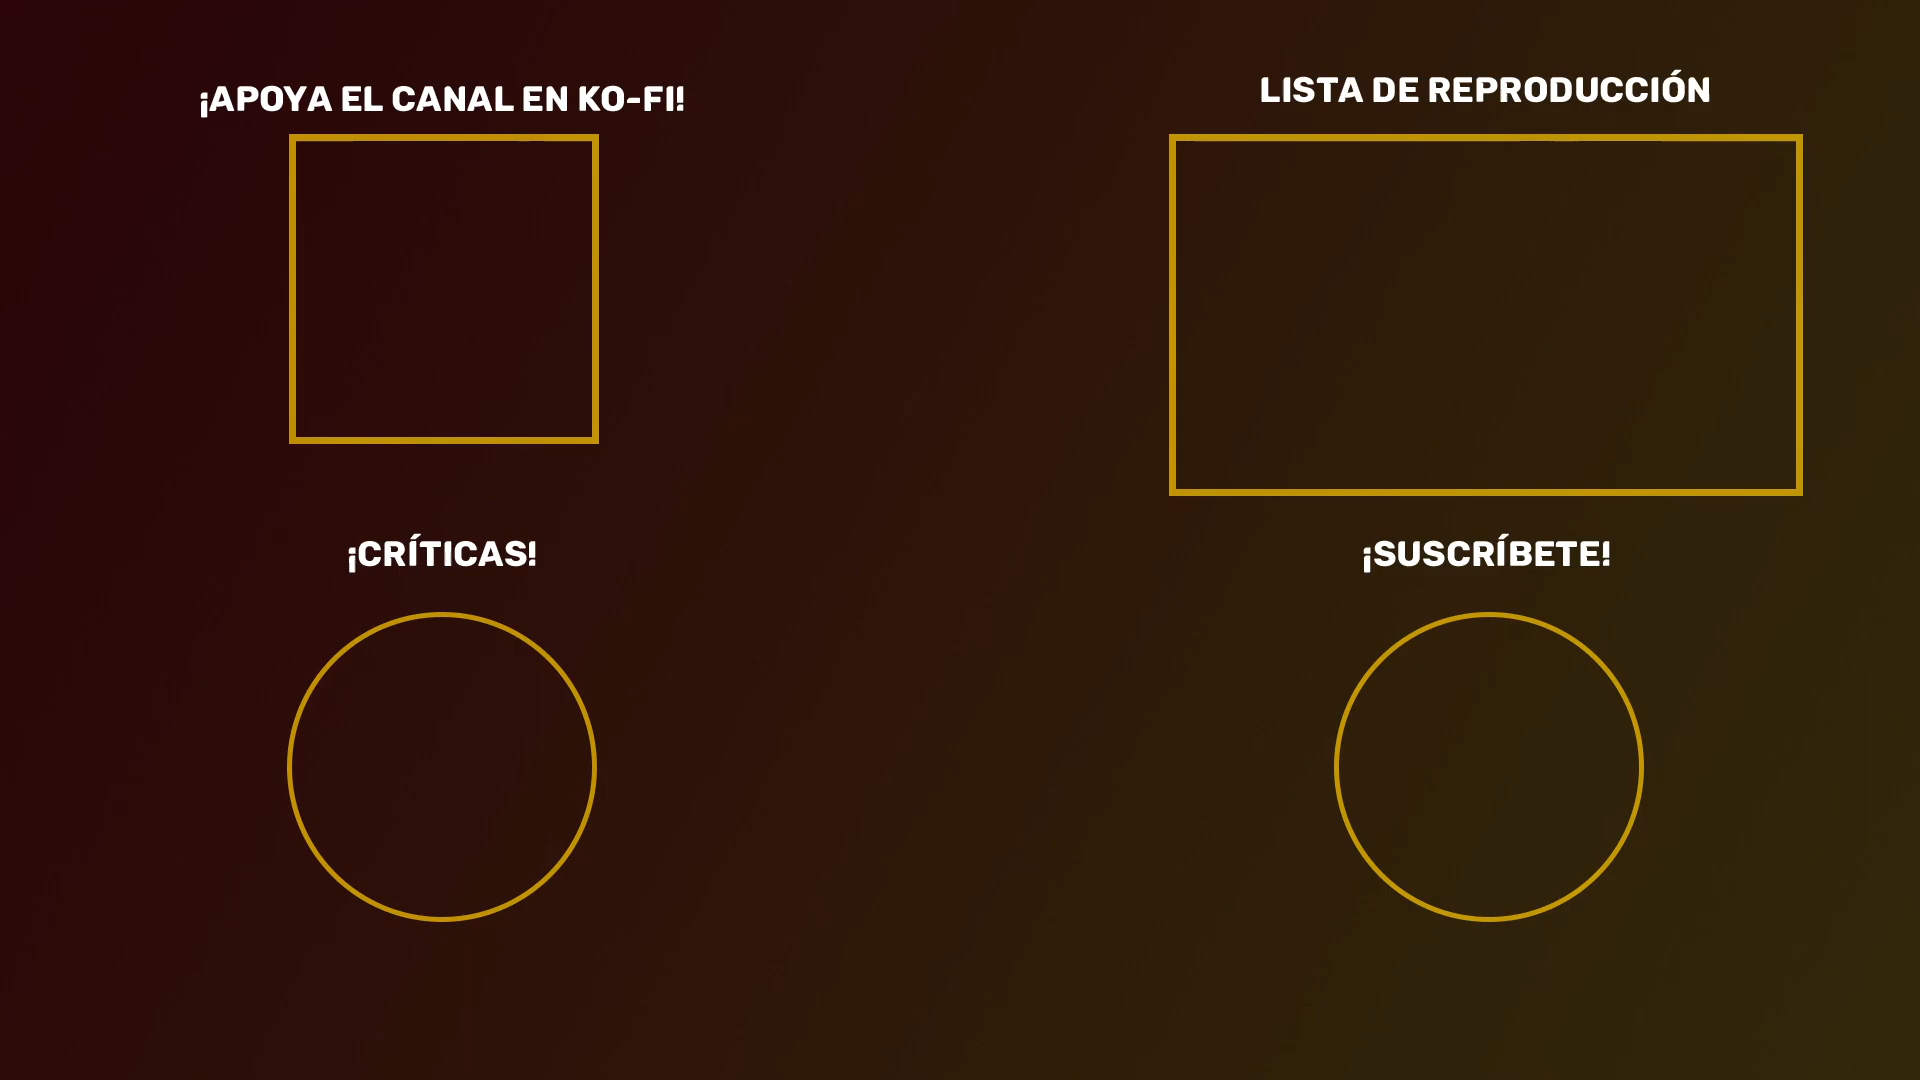 ¡APOYA EL CANAL EN KO-FI!
LISTA DE REPRODUCCIÓN
¡CRÍTICAS!
¡SUSCRÍBETE!